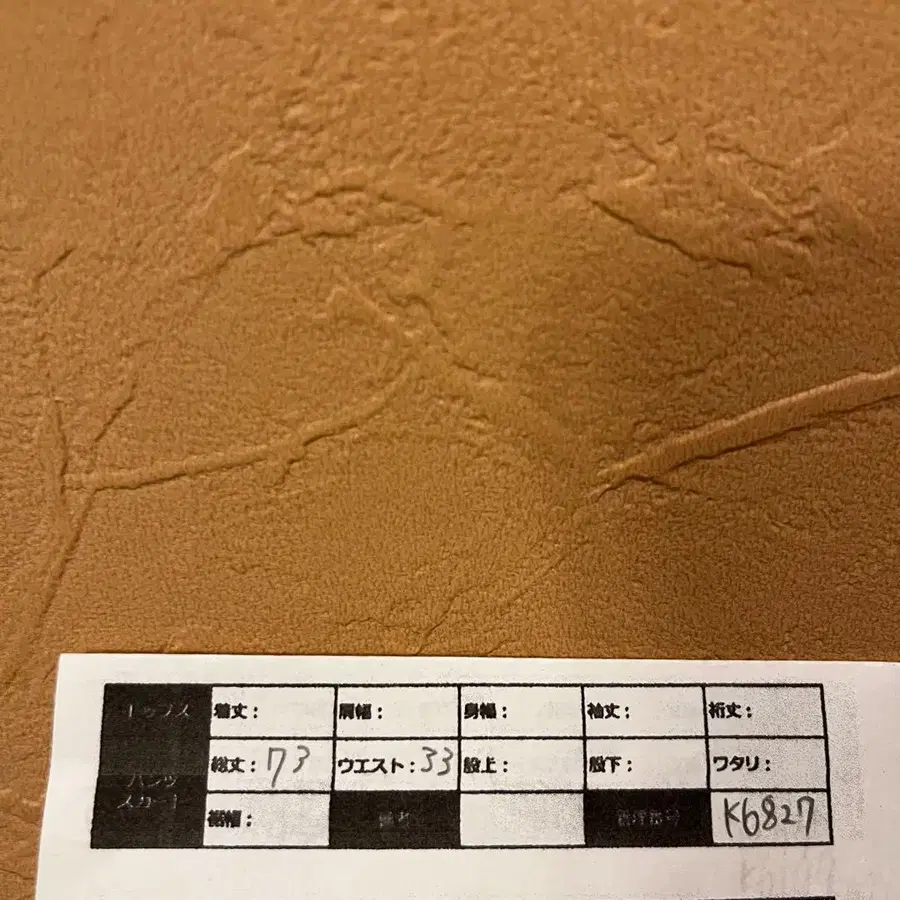 トップス 着丈: 肩幅: 身幅: 袖丈: 裄丈:
パンツ 総丈:73 ウエスト:33 股上: 股下: ワタリ:
スカート 裾幅: 備考 管理番号 K6827